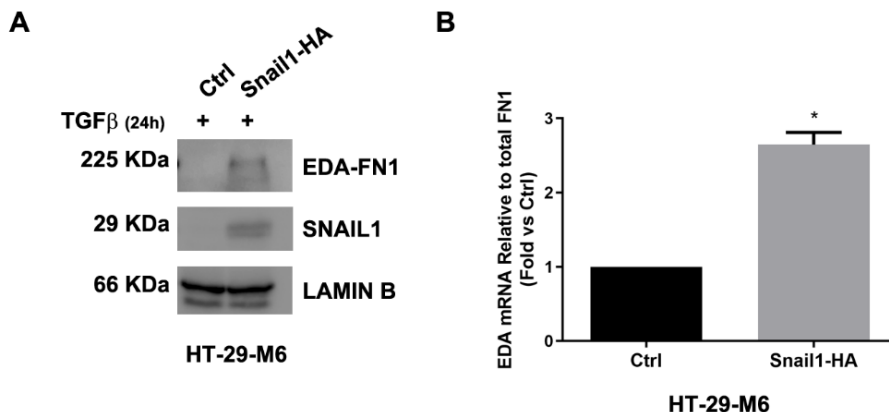 A
Ctrl
Snail1-HA
TGFβ (24h) + +
225 KDa
EDA-FN1
29 KDa
SNAIL1
66 KDa
LAMIN B
HT-29-M6
B
EDA mRNA Relative to total FN1
(Fold vs Ctrl)
3
2
1
0
*
Ctrl
Snail1-HA
HT-29-M6